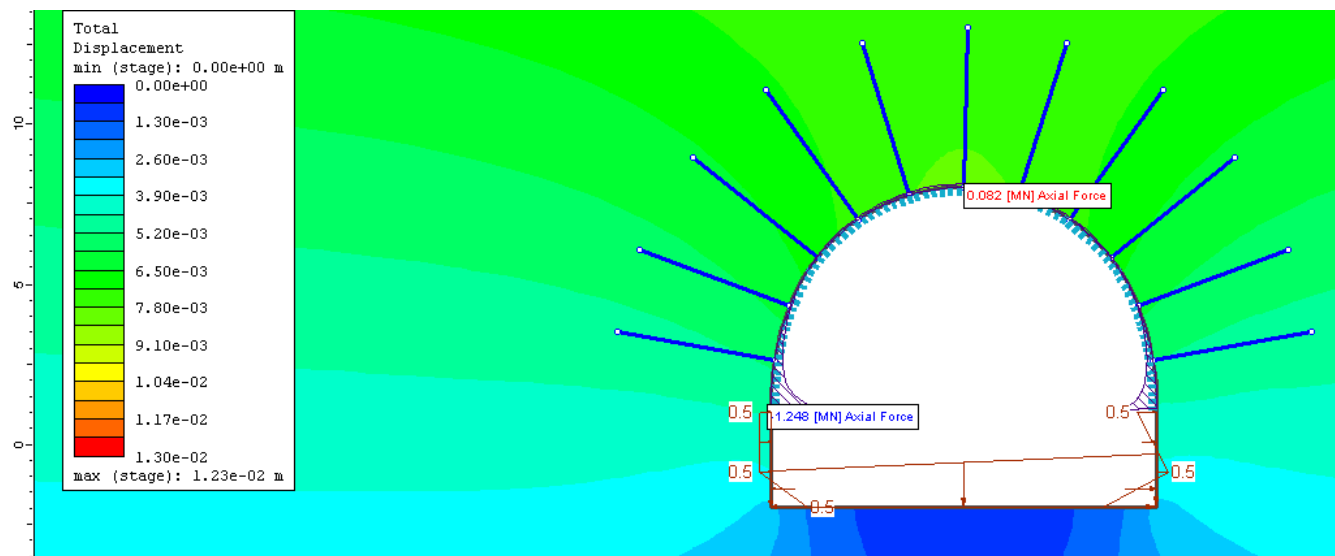 Total
Displacement
min (stage): 0.00e+00 m
0.00e+00
1.30e-03
2.60e-03
3.90e-03
5.20e-03
6.50e-03
7.80e-03
9.10e-03
1.04e-02
1.17e-02
1.30e-02
max (stage): 1.23e-02 m
10
5
0
0.082 [MN] Axial Force
-1.248 [MN] Axial Force
0.5
0.5
0.5
0.5
0.5